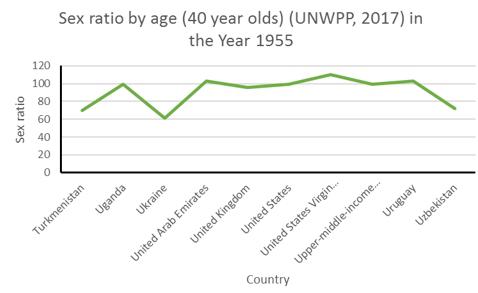 Sex ratio by age (40 year olds) (UNWPP, 2017) in
the Year 1955
120
100
80
60
40
20
0
Sex ratio
Turkmenistan
Uganda
Ukraine
United Arab Emirates
United Kingdom
United States
United States Virgin...
Upper-middle-income...
Uruguay
Uzbekistan
Country